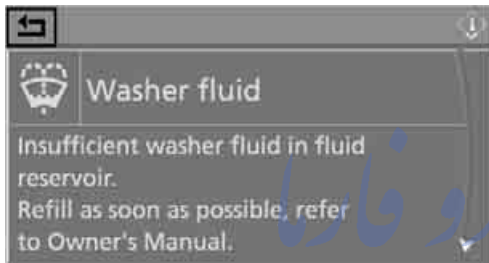 Washer fluid
Insufficient washer fluid in fluid
reservoir.
Refill as soon as possible, refer
to Owner's Manual.